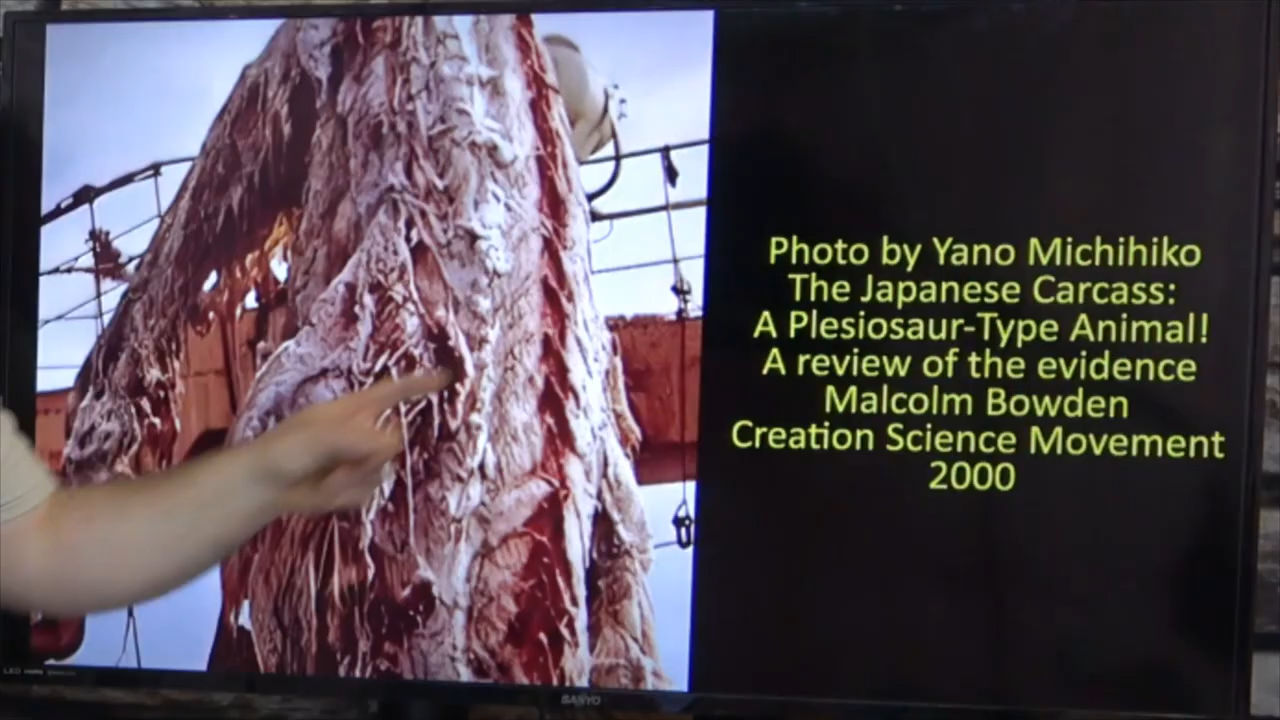 Photo by Yano Michihiko
The Japanese Carcass:
A Plesiosaur-Type Animal!
A review of the evidence
Malcolm Bowden
Creation Science Movement
2000
SANYO